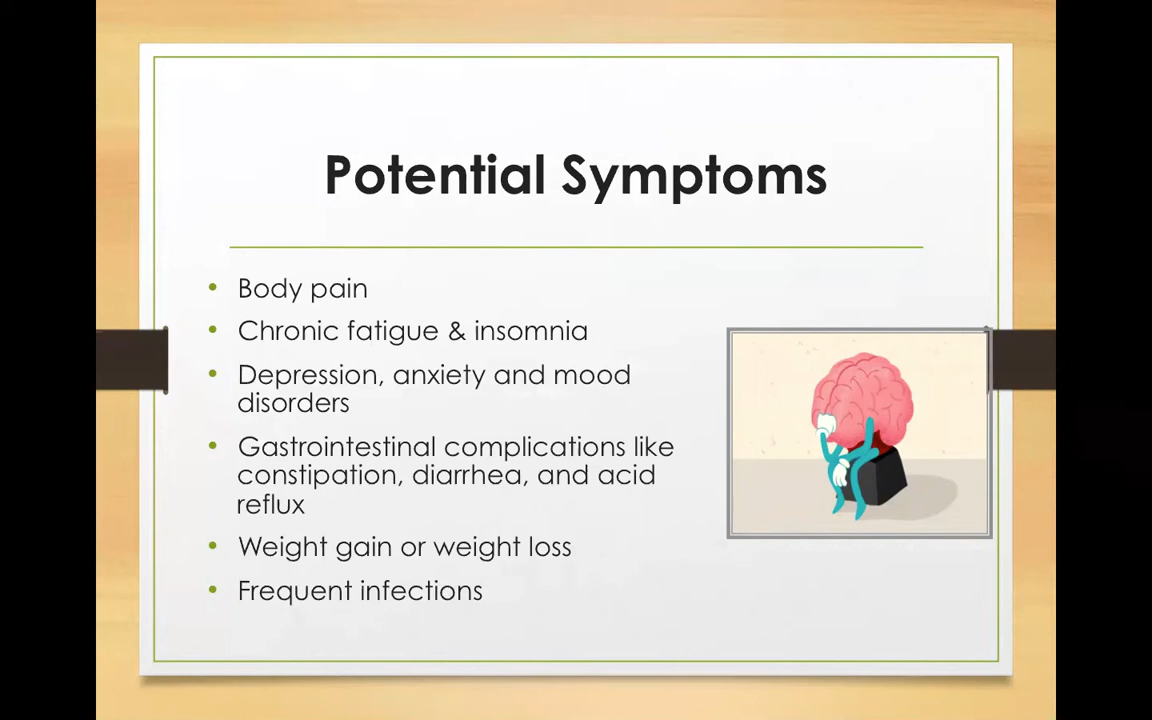 Potential Symptoms
• Body pain
• Chronic fatigue & insomnia
• Depression, anxiety and mood
disorders
• Gastrointestinal complications like
constipation, diarrhea, and acid
reflux
• Weight gain or weight loss
• Frequent infections